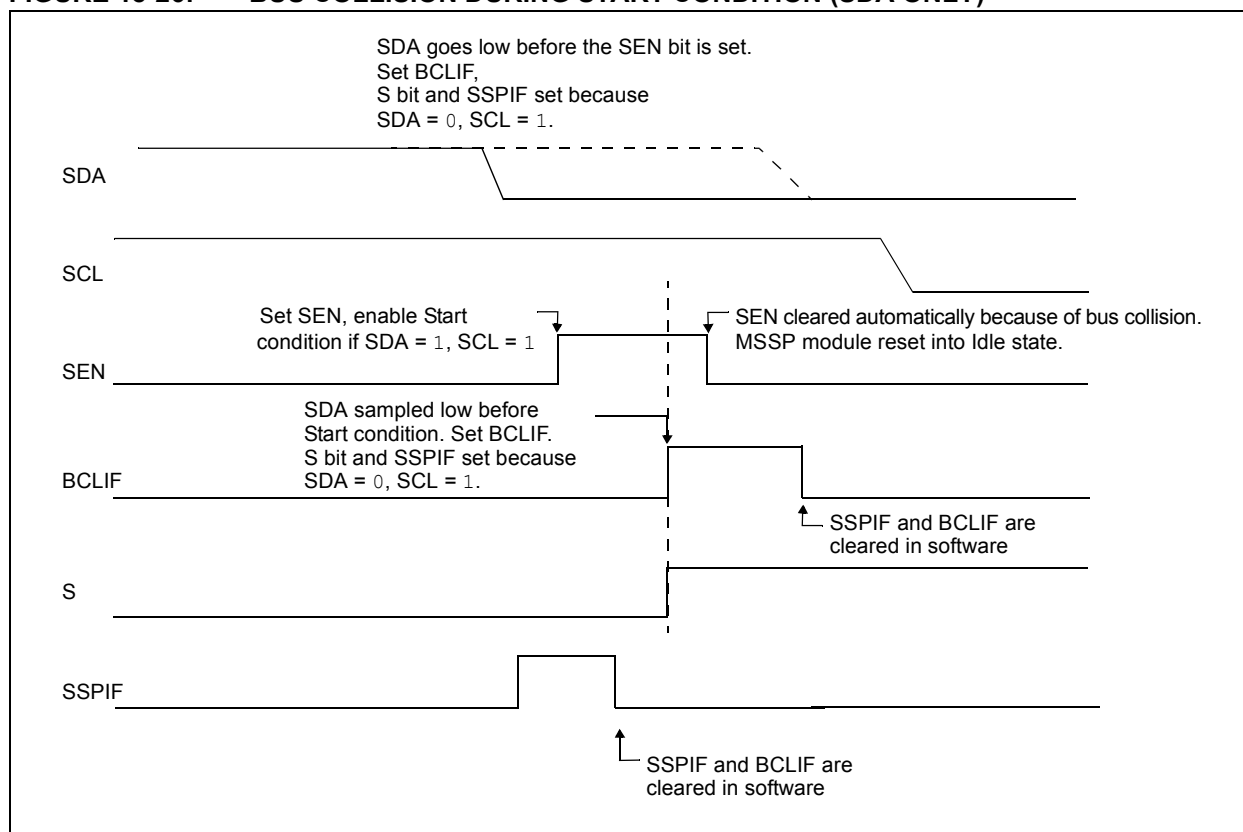 SDA goes low before the SEN bit is set.
Set BCLIF,
S bit and SSPIF set because
SDA = 0, SCL = 1.
SDA
SCL
Set SEN, enable Start
condition if SDA = 1, SCL = 1
SEN cleared automatically because of bus collision.
MSSP module reset into Idle state.
SEN
SDA sampled low before
Start condition. Set BCLIF.
S bit and SSPIF set because
SDA = 0, SCL = 1.
BCLIF
SSPIF and BCLIF are
cleared in software
S
SSPIF
SSPIF and BCLIF are
cleared in software